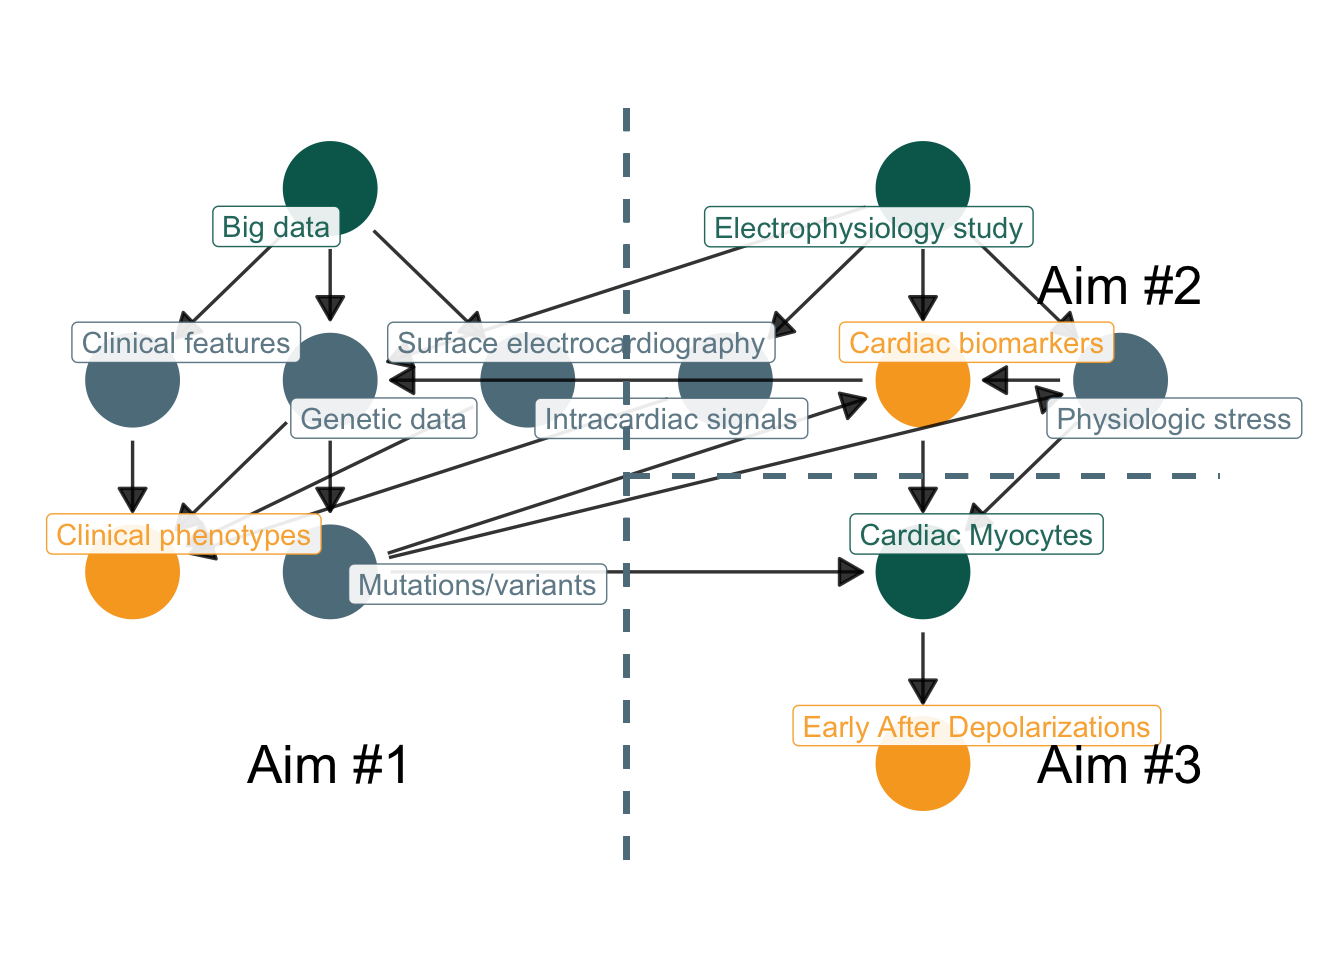 Big data
Electrophysiology study
Aim #2
Clinical features
Surface electrocardiography
Cardiac biomarkers
Genetic data
Intracardiac signals
Physiologic stress
Clinical phenotypes
Cardiac Myocytes
Mutations/variants
Early After Depolarizations
Aim #1
Aim #3